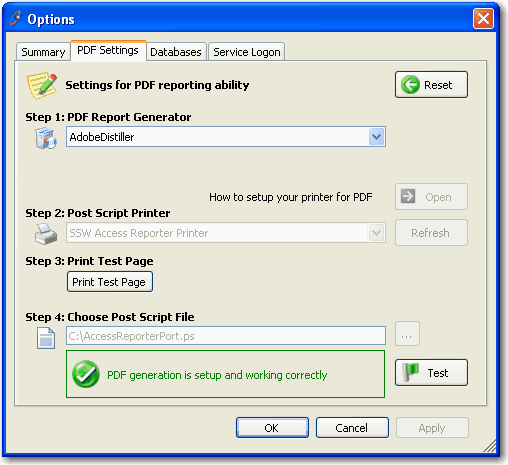 Options
Summary PDF Settings Databases Service Logon
Settings for PDF reporting ability Reset
Step 1: PDF Report Generator
AdobeDistiller
How to setup your printer for PDF Open
Step 2: Post Script Printer
SSW Access Reporter Printer Refresh
Step 3: Print Test Page
Print Test Page
Step 4: Choose Post Script File
C:\AccessReporterPort.ps ...
PDF generation is setup and working correctly Test
OK Cancel Apply